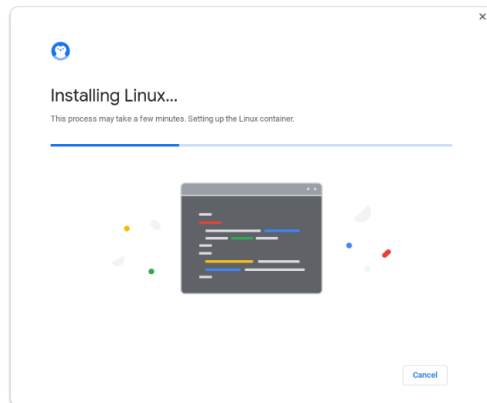 Installing Linux...
This process may take a few minutes. Setting up the Linux container.
Cancel